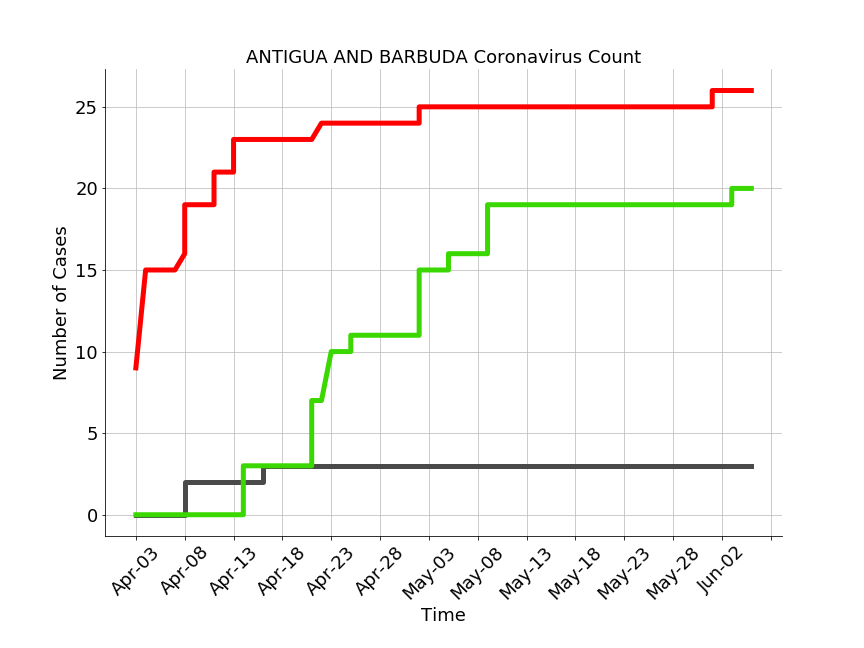 ANTIGUA AND BARBUDA Coronavirus Count
Number of Cases
25
20
15
10
5
0
Apr-03
Apr-08
Apr-13
Apr-18
Apr-23
Apr-28
May-03
May-08
May-13
May-18
May-23
May-28
Jun-02
Time